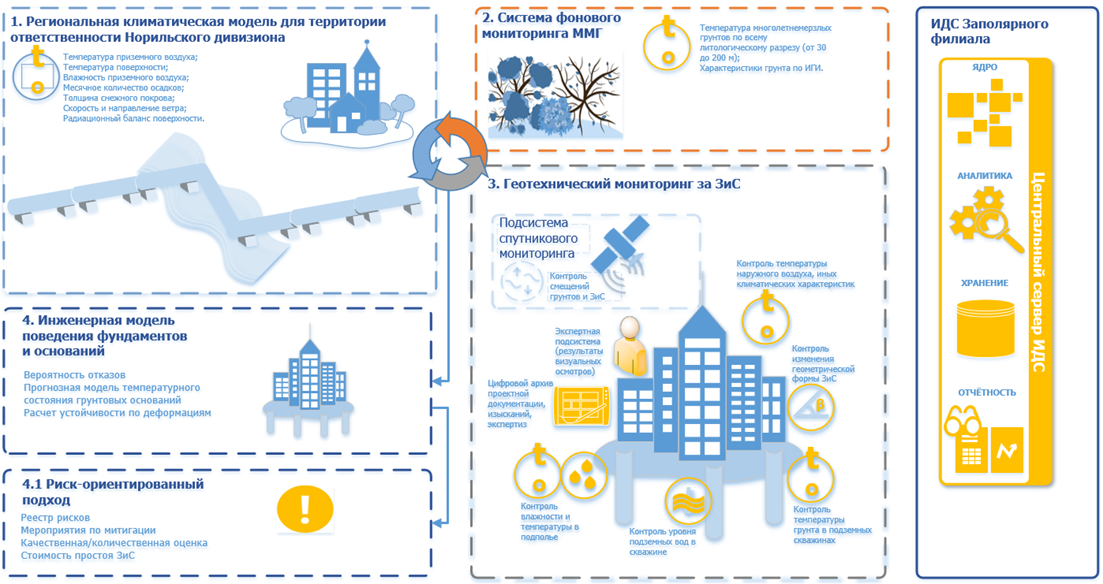 1. Региональная климатическая модель для территории
ответственности Норильского дивизиона
t
o
Температура приземного воздуха;
Температура поверхности;
Влажность приземного воздуха;
Месячное количество осадков;
Толщина снежного покрова;
Скорость и направление ветра;
Радиационный баланс поверхности.
2. Система фонового
мониторинга ММГ
t
o
Температура многолетнемерзлых
грунтов по всему
литологическому разрезу (от 30
до 200 м);
Характеристики грунта по ИГИ.
3. Геотехнический мониторинг за ЗиС
Подсистема
спутникового
мониторинга
Контроль
смещений
грунтов и ЗиС
Контроль температуры
наружного воздуха, иных
климатических характеристик
t
o
Экспертная
подсистема
(результаты
визуальных
осмотров)
Контроль
изменения
геометрической
формы ЗиС
β
Цифровой архив
проектной
документации,
изысканий,
экспертиз
t
o
Контроль
влажности и
температуры в
подполье
Контроль уровня
подземных вод в
скважине
t
o
Контроль
температуры
грунта в подземных
скважинах
4. Инженерная модель
поведения фундаментов
и оснований
Вероятность отказов
Прогнозная модель температурного
состояния грунтовых оснований
Расчет устойчивости по деформациям
4.1 Риск-ориентированный
подход
Реестр рисков
Мероприятия по митигации
Качественная/количественная оценка
Стоимость простоя ЗиС
!
ИДС Заполярного
филиала
ЯДРО
АНАЛИТИКА
ХРАНЕНИЕ
ОТЧЁТНОСТЬ
Центральный сервер ИДС